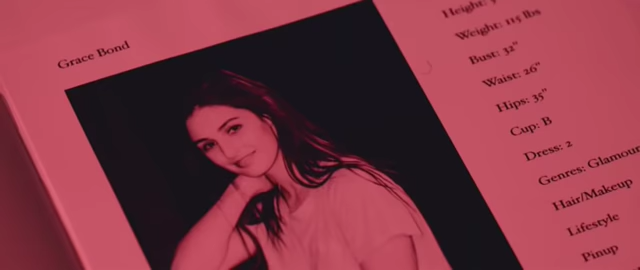 Grace Bond
Height:
Weight: 115 lbs
Bust: 32"
Waist: 26"
Hips: 35"
Cup: B
Dress: 2
Genres: Glamour
Hair/Makeup
Lifestyle
Pinup